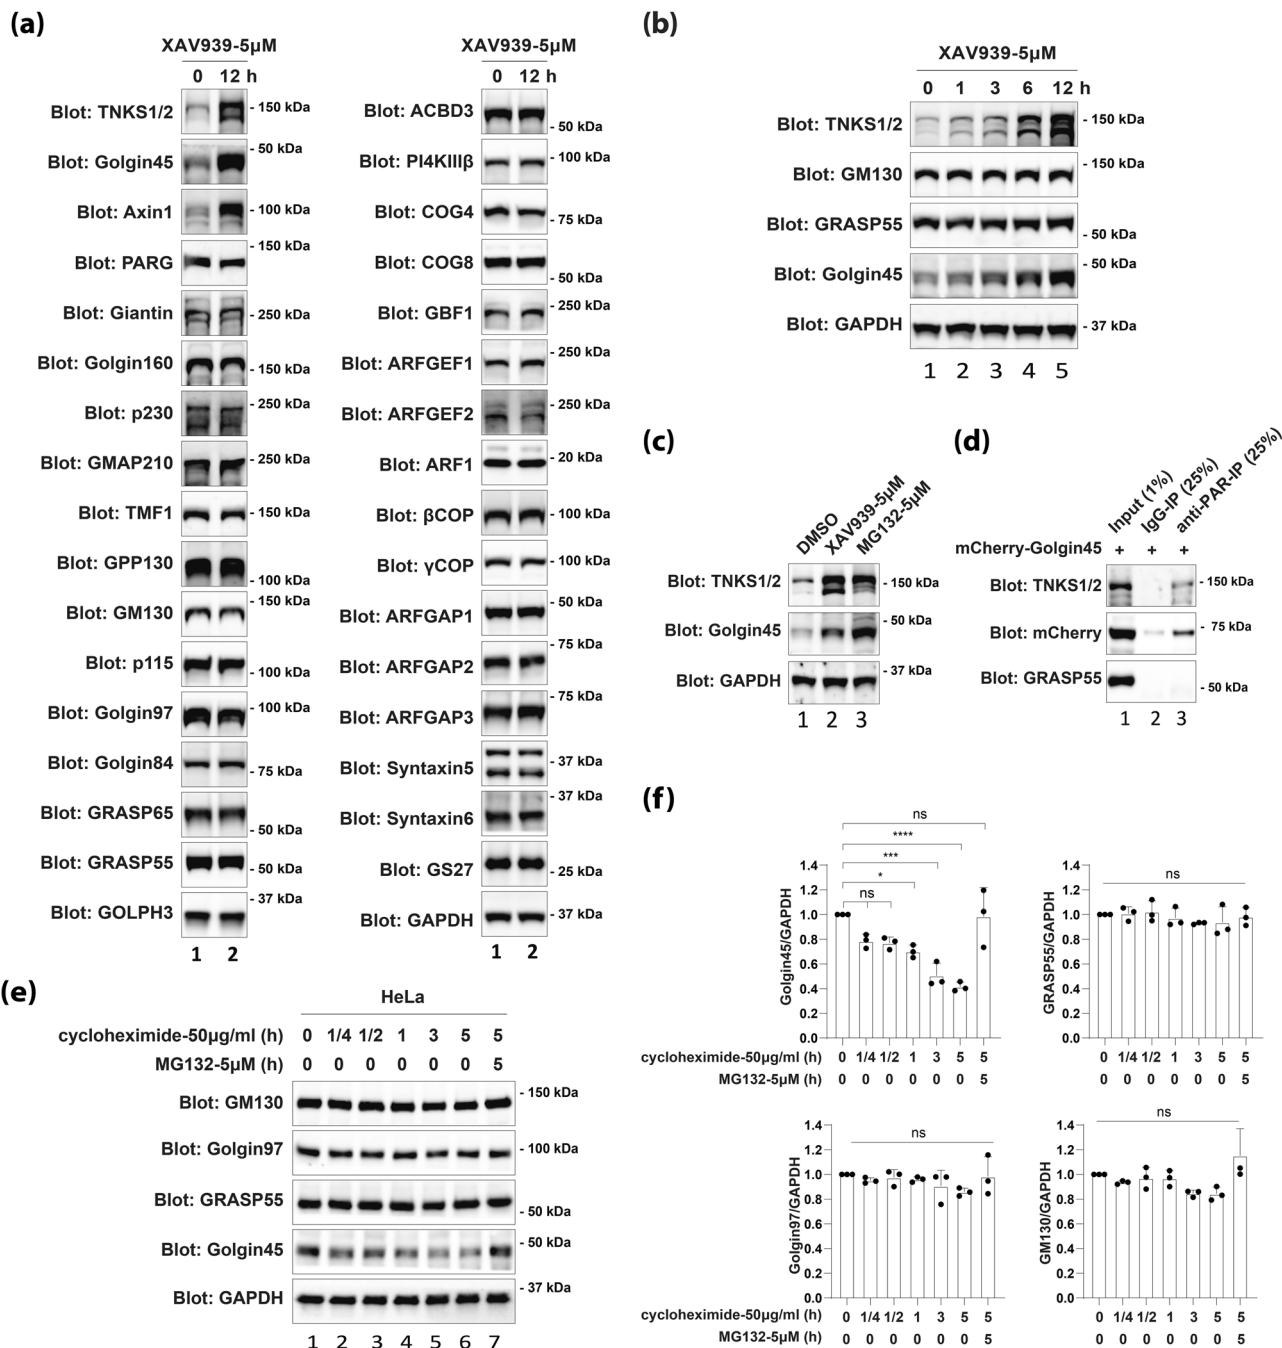 (a)
XAV939-5µM
0 12 h
Blot: TNKS1/2 - 150 kDa
Blot: Golgin45 - 50 kDa
Blot: Axin1 - 100 kDa
Blot: PARG - 150 kDa
Blot: Giantin - 250 kDa
Blot: Golgin160 - 150 kDa
Blot: p230 - 250 kDa
Blot: GMAP210 - 250 kDa
Blot: TMF1 - 150 kDa
Blot: GPP130 - 100 kDa
Blot: GM130 - 150 kDa
Blot: p115 - 100 kDa
Blot: Golgin97 - 100 kDa
Blot: Golgin84 - 75 kDa
Blot: GRASP65 - 50 kDa
Blot: GRASP55 - 50 kDa
Blot: GOLPH3 - 37 kDa
1 2
XAV939-5µM
0 12 h
Blot: ACBD3 - 50 kDa
Blot: PI4KIIIβ - 100 kDa
Blot: COG4 - 75 kDa
Blot: COG8 - 50 kDa
Blot: GBF1 - 250 kDa
Blot: ARFGEF1 - 250 kDa
Blot: ARFGEF2 - 250 kDa
Blot: ARF1 - 20 kDa
Blot: βCOP - 100 kDa
Blot: γCOP - 100 kDa
Blot: ARFGAP1 - 50 kDa
Blot: ARFGAP2 - 75 kDa
Blot: ARFGAP3 - 75 kDa
Blot: Syntaxin5 - 37 kDa
Blot: Syntaxin6 - 37 kDa
Blot: GS27 - 25 kDa
Blot: GAPDH - 37 kDa
1 2
(b)
XAV939-5µM
0 1 3 6 12 h
Blot: TNKS1/2 - 150 kDa
Blot: GM130 - 150 kDa
Blot: GRASP55 - 50 kDa
Blot: Golgin45 - 50 kDa
Blot: GAPDH - 37 kDa
1 2 3 4 5
(c)
DMSO
XAV939-5µM
MG132-5µM
Blot: TNKS1/2 - 150 kDa
Blot: Golgin45 - 50 kDa
Blot: GAPDH - 37 kDa
1 2 3
(d)
Input (1%)
IgG-IP (25%)
anti-PAR-IP (25%)
mCherry-Golgin45 + + +
Blot: TNKS1/2 - 150 kDa
Blot: mCherry - 75 kDa
Blot: GRASP55 - 50 kDa
1 2 3
(e)
HeLa
cycloheximide-50µg/ml (h) 0 1/4 1/2 1 3 5 5
MG132-5µM (h) 0 0 0 0 0 0 5
Blot: GM130 - 150 kDa
Blot: Golgin97 - 100 kDa
Blot: GRASP55 - 50 kDa
Blot: Golgin45 - 50 kDa
Blot: GAPDH - 37 kDa
1 2 3 4 5 6 7
(f)
ns
****
***
*
ns
Golgin45/GAPDH
1.4
1.2
1.0
0.8
0.6
0.4
0.2
0.0
cycloheximide-50µg/ml (h) 0 1/4 1/2 1 3 5 5
MG132-5µM (h) 0 0 0 0 0 0 5
ns
GRASP55/GAPDH
1.4
1.2
1.0
0.8
0.6
0.4
0.2
0.0
0 1/4 1/2 1 3 5 5
0 0 0 0 0 0 5
ns
Golgin97/GAPDH
1.4
1.2
1.0
0.8
0.6
0.4
0.2
0.0
cycloheximide-50µg/ml (h) 0 1/4 1/2 1 3 5 5
MG132-5µM (h) 0 0 0 0 0 0 5
ns
GM130/GAPDH
1.4
1.2
1.0
0.8
0.6
0.4
0.2
0.0
0 1/4 1/2 1 3 5 5
0 0 0 0 0 0 5